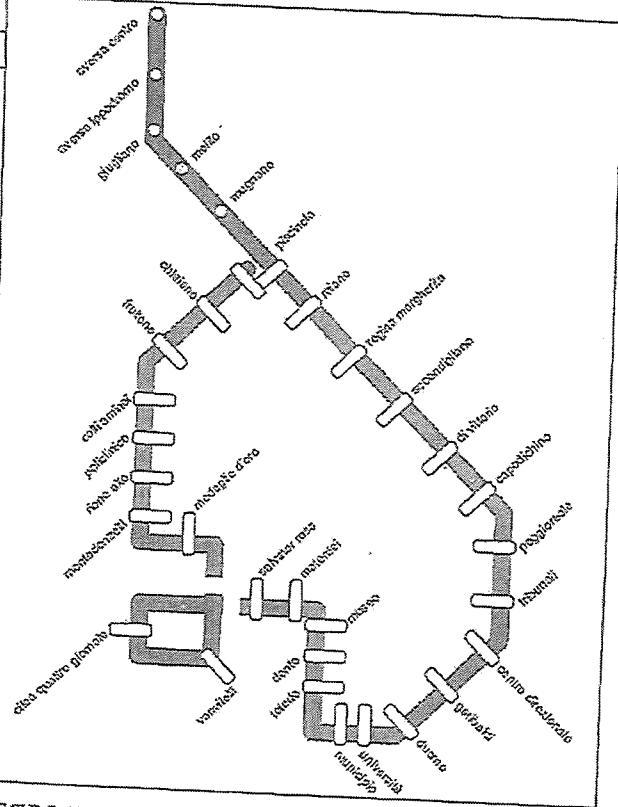 aversa centro
aversa ippodromo
giugliano
melito
mugnano
piscinola
chiaiano
frullone
miano
regina margherita
secondigliano
di vittorio
capodichino
colli aminei
policlinico
rione alto
montedonzelli
medaglie d'oro
poggioreale
tribunali
centro direzionale
garibaldi
duomo
università
municipio
toledo
dante
museo
materdei
salvator rosa
vanvitelli
citta quattro giornate